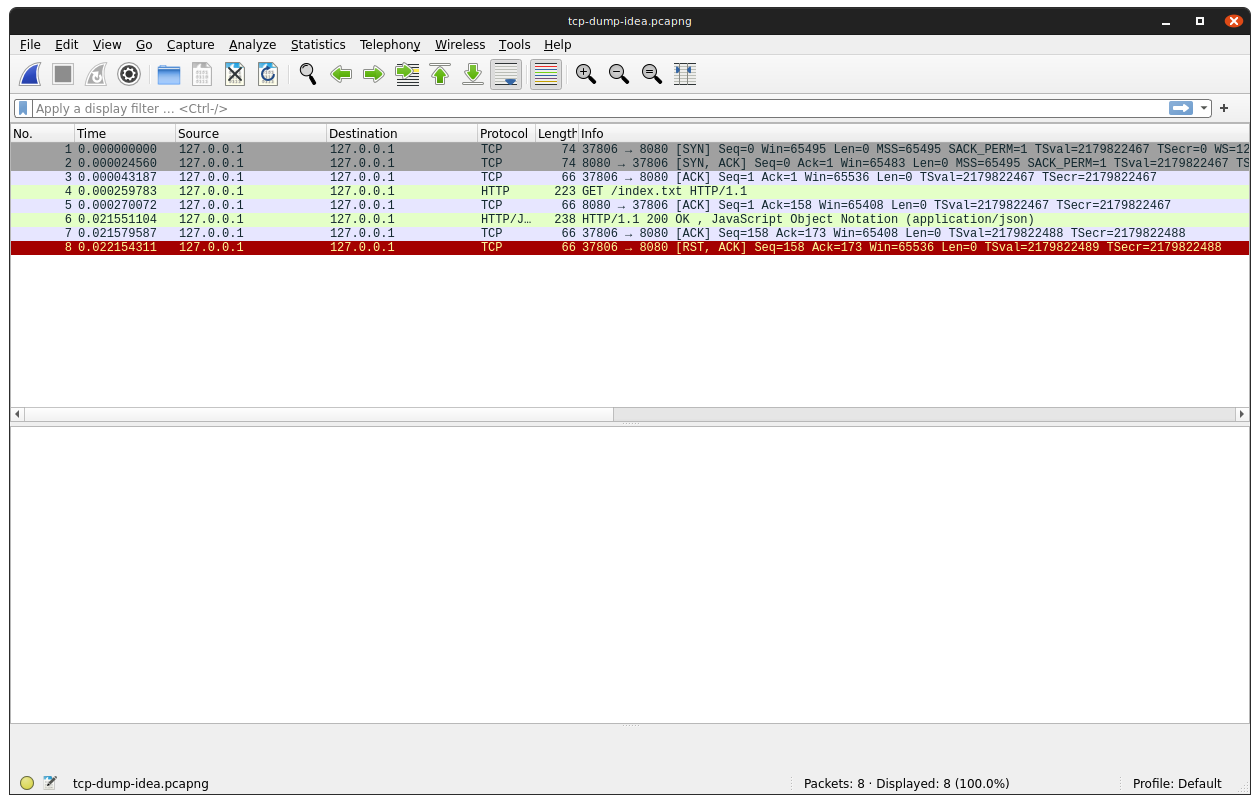 tcp-dump-idea.pcapng
File Edit View Go Capture Analyze Statistics Telephony Wireless Tools Help
Apply a display filter … <Ctrl-/>
+
No. Time Source Destination Protocol Length Info
1 0.000000000 127.0.0.1 127.0.0.1 TCP 74 37806 → 8080 [SYN] Seq=0 Win=65495 Len=0 MSS=65495 SACK_PERM=1 TSval=2179822467 TSecr=0 WS=12
2 0.000024560 127.0.0.1 127.0.0.1 TCP 74 8080 → 37806 [SYN, ACK] Seq=0 Ack=1 Win=65483 Len=0 MSS=65495 SACK_PERM=1 TSval=2179822467 TS
3 0.000043187 127.0.0.1 127.0.0.1 TCP 66 37806 → 8080 [ACK] Seq=1 Ack=1 Win=65536 Len=0 TSval=2179822467 TSecr=2179822467
4 0.000259783 127.0.0.1 127.0.0.1 HTTP 223 GET /index.txt HTTP/1.1
5 0.000270072 127.0.0.1 127.0.0.1 TCP 66 8080 → 37806 [ACK] Seq=1 Ack=158 Win=65408 Len=0 TSval=2179822467 TSecr=2179822467
6 0.021551104 127.0.0.1 127.0.0.1 HTTP/J… 238 HTTP/1.1 200 OK , JavaScript Object Notation (application/json)
7 0.021579587 127.0.0.1 127.0.0.1 TCP 66 37806 → 8080 [ACK] Seq=158 Ack=173 Win=65408 Len=0 TSval=2179822488 TSecr=2179822488
8 0.022154311 127.0.0.1 127.0.0.1 TCP 66 37806 → 8080 [RST, ACK] Seq=158 Ack=173 Win=65536 Len=0 TSval=2179822489 TSecr=2179822488
tcp-dump-idea.pcapng Packets: 8 · Displayed: 8 (100.0%) Profile: Default